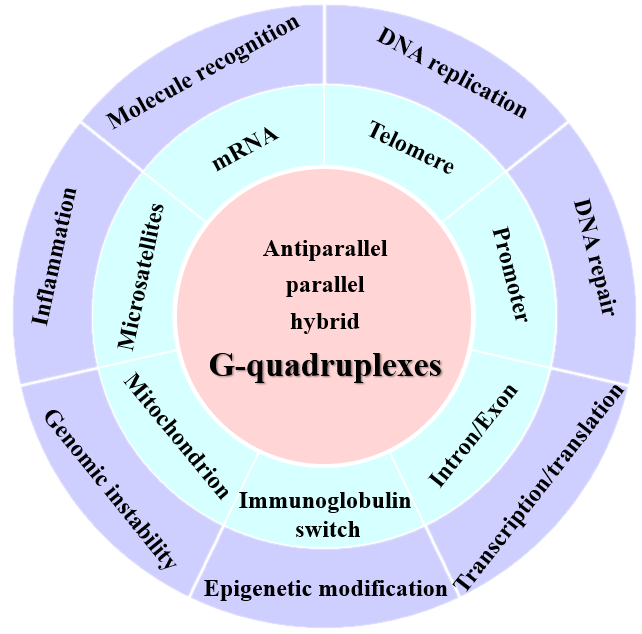 Molecule recognition
DNA replication
DNA repair
Transcription/translation
Epigenetic modification
Genomic instability
Inflammation
mRNA
Telomere
Promoter
Intron/Exon
Immunoglobulin
switch
Mitochondrion
Microsatellites
Antiparallel
parallel
hybrid
G-quadruplexes